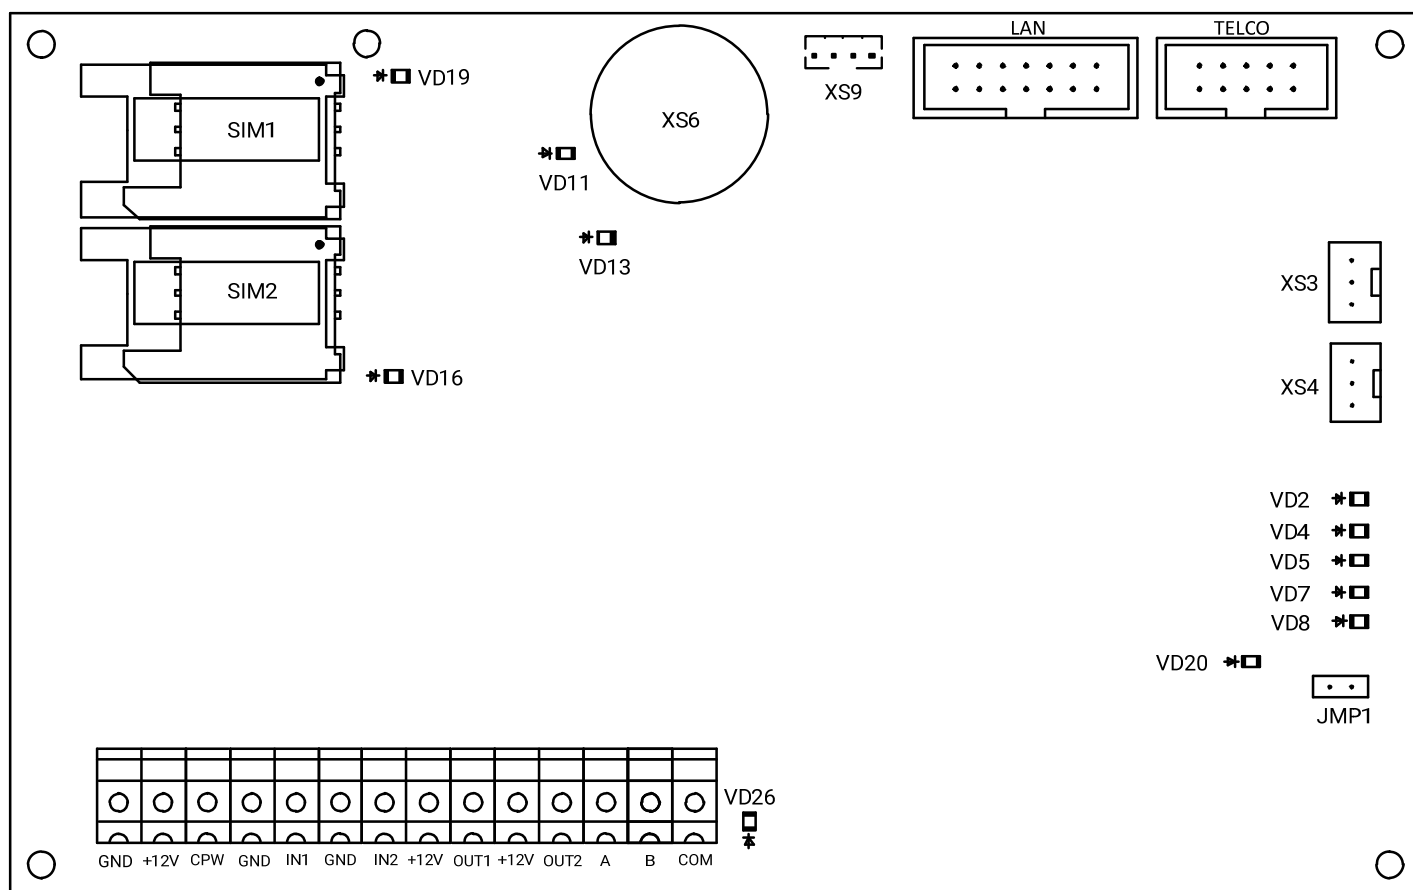 LAN
TELCO
VD19
XS9
XS6
SIM1
VD11
VD13
XS3
SIM2
VD16
XS4
VD2
VD4
VD5
VD7
VD8
VD20
JMP1
VD26
GND +12V CPW GND IN1 GND IN2 +12V OUT1 +12V OUT2 A B COM